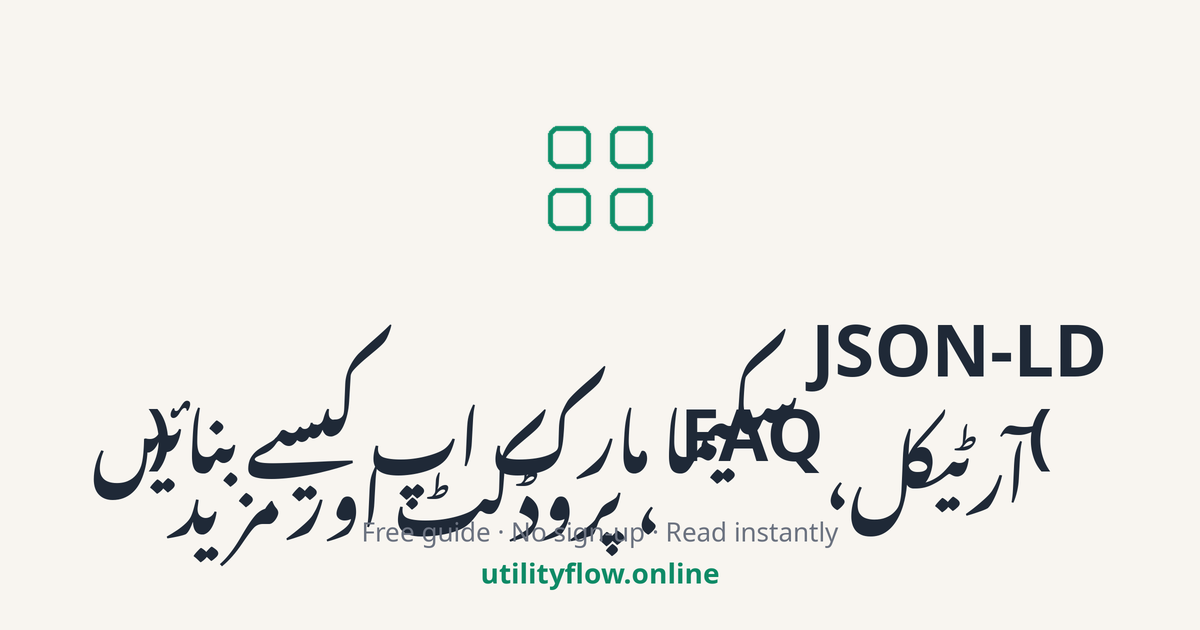 JSON-LD سکیما مارک اپ کیسے بنائیں
(آرٹیکل، FAQ، پروڈکٹ اور مزید)
Free guide · No sign-up · Read instantly
utilityflow.online